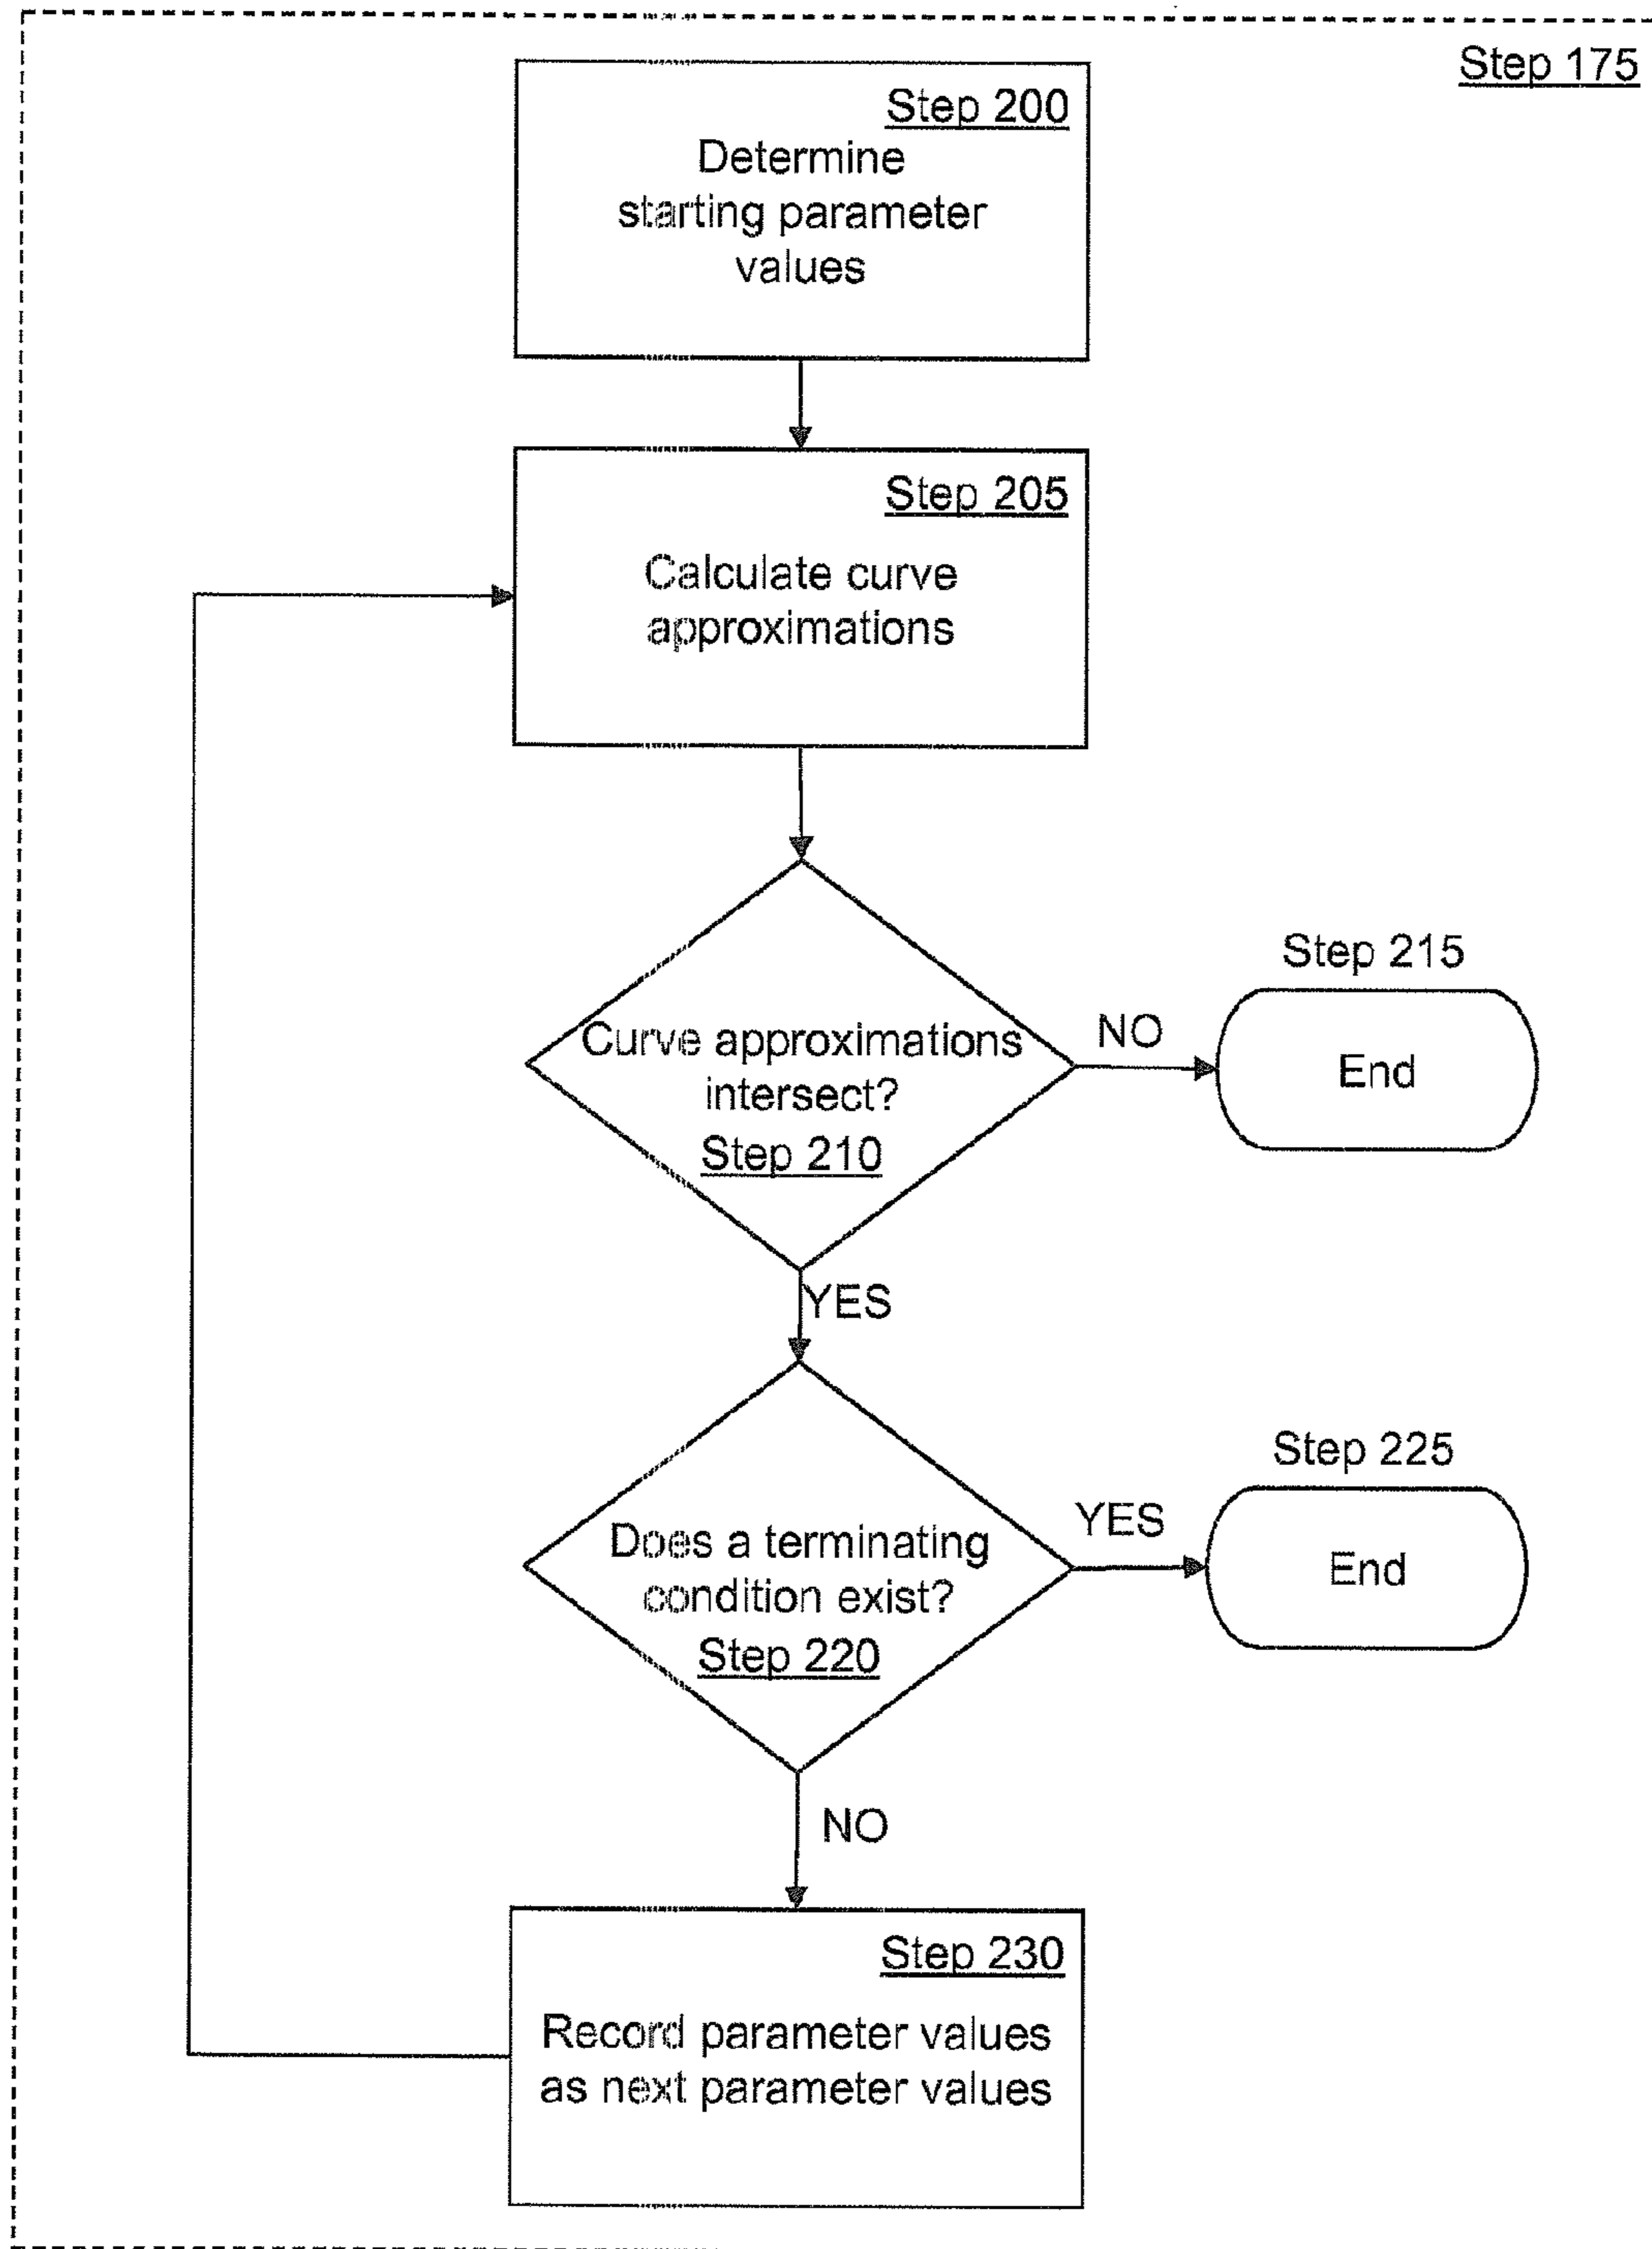 Step 175
Step 200
Determine
starting parameter
values
Step 205
Calculate curve
approximations
Curve approximations
intersect?
Step 210
NO
Step 215
End
YES
Does a terminating
condition exist?
Step 220
YES
Step 225
End
NO
Step 230
Record parameter values
as next parameter values